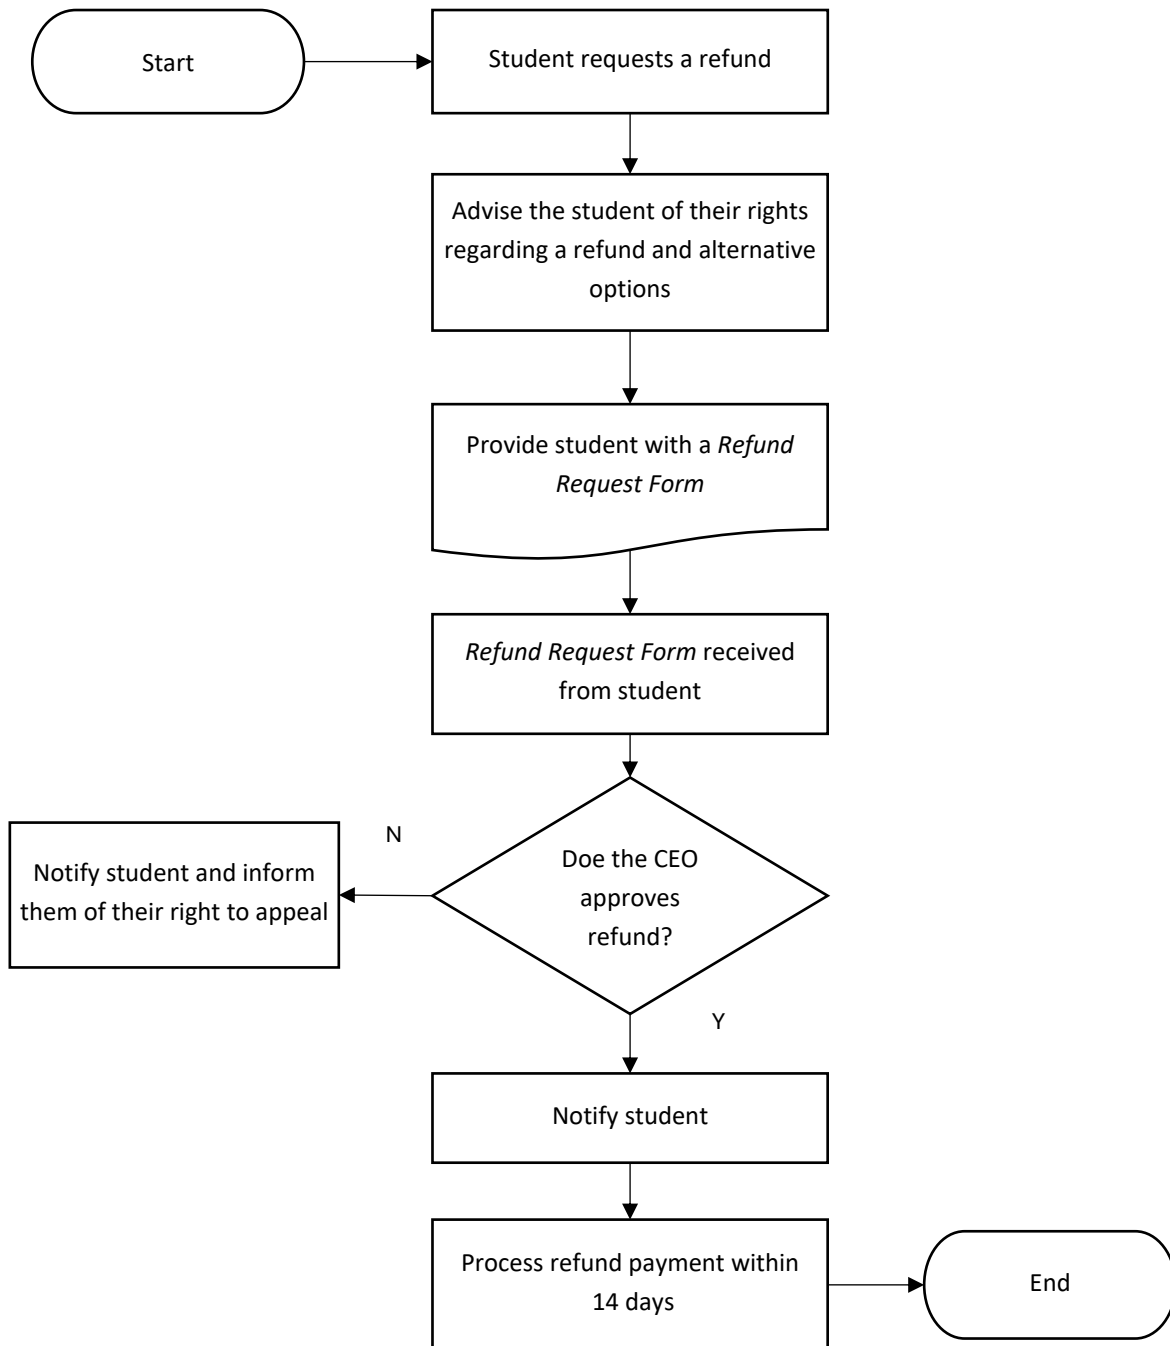 Start
Student requests a refund
Advise the student of their rights
regarding a refund and alternative
options
Provide student with a Refund
Request Form
Refund Request Form received
from student
Doe the CEO
approves
refund?
N
Notify student and inform
them of their right to appeal
Y
Notify student
Process refund payment within
14 days
End